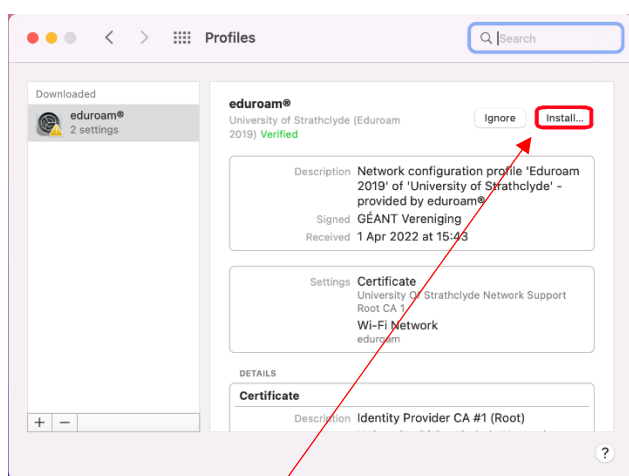 Profiles
Search
Downloaded
eduroam®
2 settings
eduroam®
University of Strathclyde (Eduroam
2019) Verified
Ignore
Install...
Description Network configuration profile 'Eduroam
2019' of 'University of Strathclyde' -
provided by eduroam®
Signed GÉANT Vereniging
Received 1 Apr 2022 at 15:43
Settings Certificate
University Of Strathclyde Network Support
Root CA 1
Wi-Fi Network
eduroam
DETAILS
Certificate
Description Identity Provider CA #1 (Root)
+ −
?